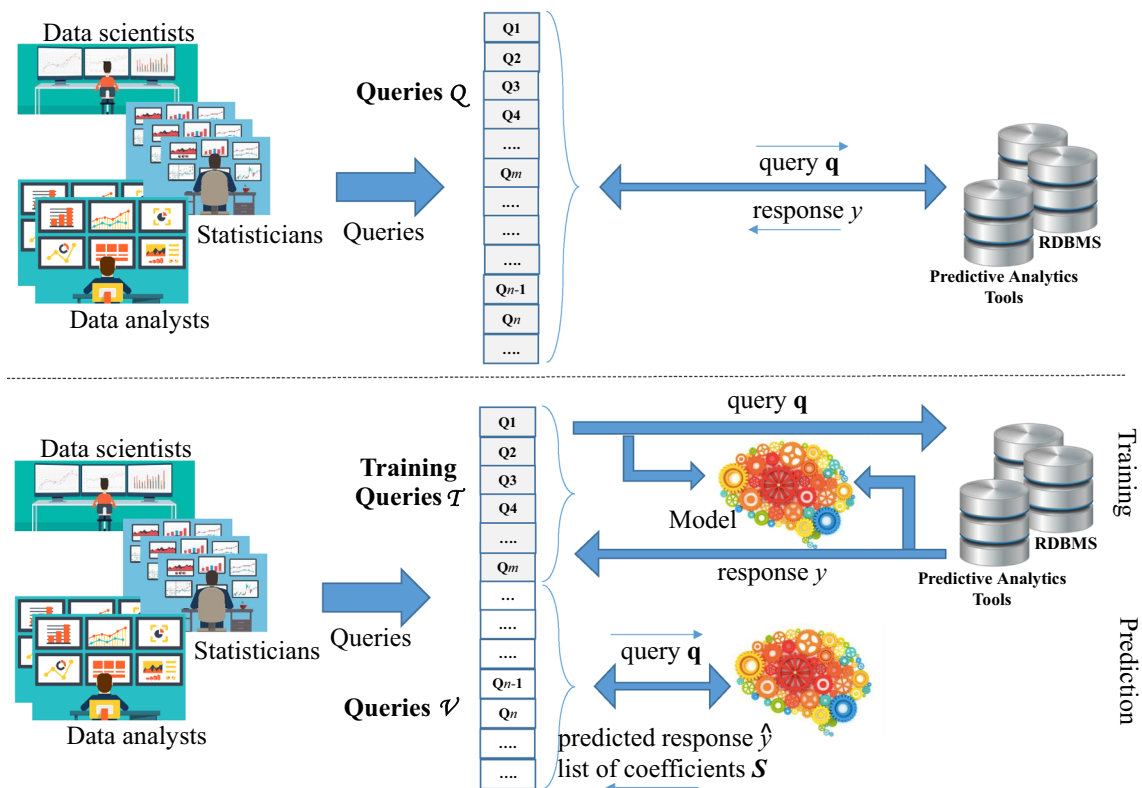 Data scientists
Statisticians
Data analysts
Queries
Queries Q
Q1
Q2
Q3
Q4
....
Qm
....
....
....
Qn-1
Qn
....
query q
response y
RDBMS
Predictive Analytics
Tools
Data scientists
Statisticians
Data analysts
Queries
Training
Queries T
Q1
Q2
Q3
Q4
....
Qm
...
....
....
Qn-1
Qn
....
....
Queries V
query q
Model
response y
RDBMS
Predictive Analytics
Tools
Training
query q
predicted response ŷ
list of coefficients S
Prediction